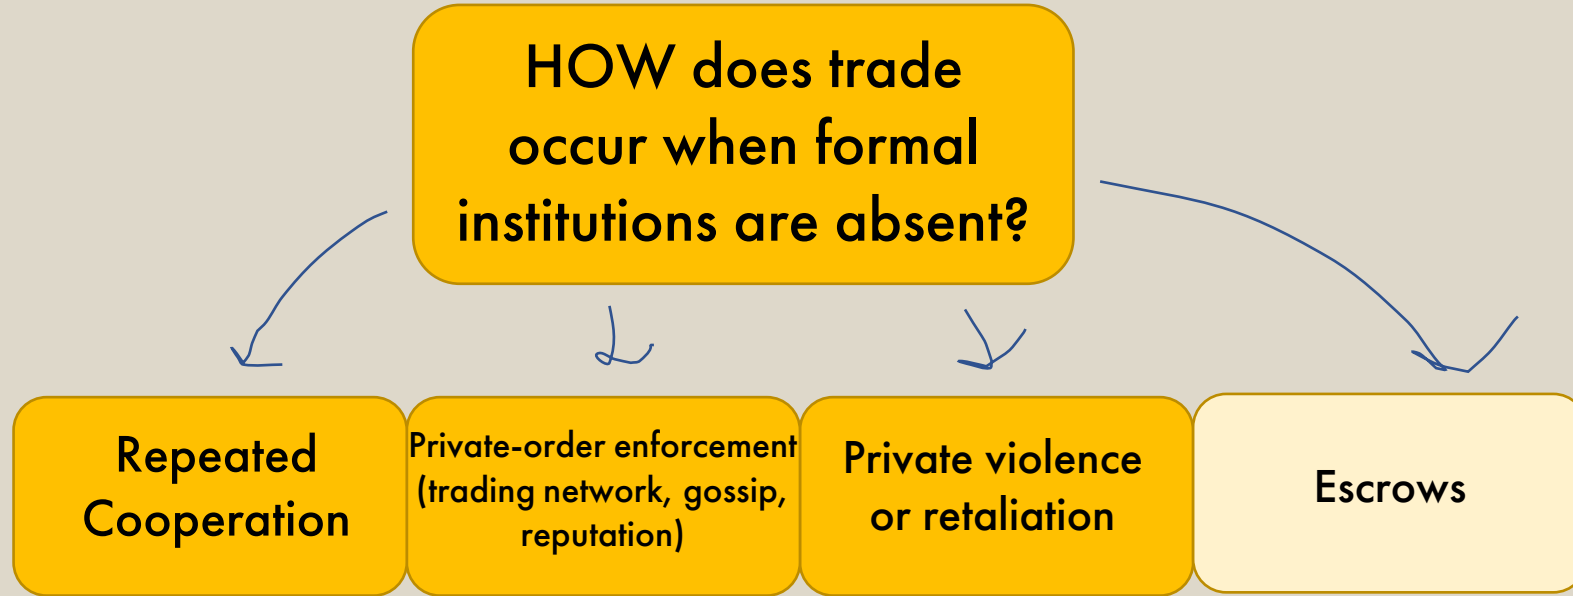 HOW does trade
occur when formal
institutions are absent?
Repeated
Cooperation
Private-order enforcement
(trading network, gossip,
reputation)
Private violence
or retaliation
Escrows